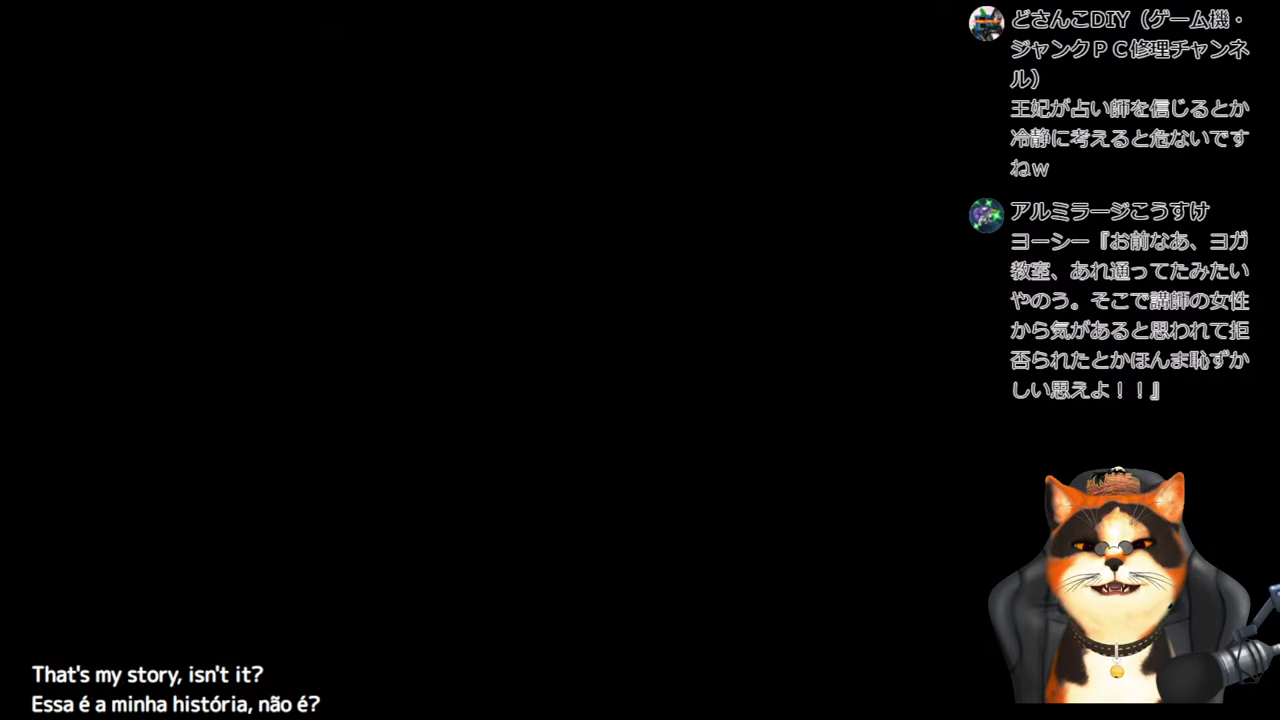 どさんこDIY（ゲーム機・
ジャンクＰＣ修理チャンネ
ル）
王妃が占い師を信じるとか
冷静に考えると危ないです
ねｗ
アルミラージこうすけ
ヨーシー『お前なあ、ヨガ
教室、あれ通ってたみたい
やのう。そこで講師の女性
から気があると思われて拒
否られたとかほんま恥ずか
しい思えよ！！』
That's my story, isn't it?
Essa é a minha história, não é?